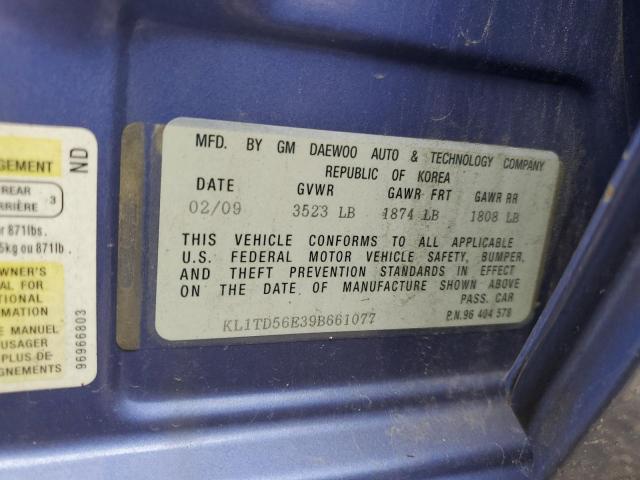 GEMENT
REAR
RRIÈRE 3
r 871lbs.
5kg ou 871lb
WNER'S
AL FOR
TIONAL
RMATION
E MANUEL
USAGER
PLUS DE
GNEMENTS
ND
96966803
MFD. BY GM DAEWOO AUTO & TECHNOLOGY COMPANY
REPUBLIC OF KOREA
DATE GVWR GAWR FRT GAWR RR
02/09 3523 LB 1874 LB 1808 LB
THIS VEHICLE CONFORMS TO ALL APPLICABLE
U.S. FEDERAL MOTOR VEHICLE SAFETY, BUMPER,
AND THEFT PREVENTION STANDARDS IN EFFECT
ON THE DATE OF MANUFACTURE SHOWN ABOVE
PASS. CAR
KL1TD56E39B661077 P.N.96 404 578